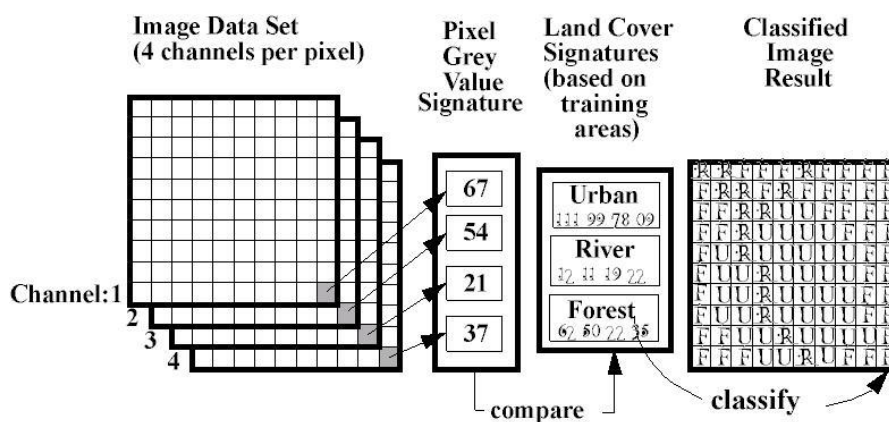 Image Data Set
(4 channels per pixel)
Pixel
Grey
Value
Signature
Land Cover
Signatures
(based on
training
areas)
Classified
Image
Result
67
54
21
37
Urban
111 99 78 09
River
12 11 19 22
Forest
62 50 22 35
R R F F F R F F F F
F R R F R F F F F F
F F R R U U F F F F
Channel:1
2
3
4
compare
classify